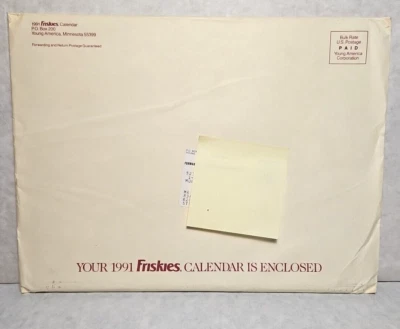 1991 Friskies Calendar
P.O. Box 200
Young America, Minnesota 55399
Forwarding and Return Postage Guaranteed
Bulk Rate
U.S. Postage
PAID
Young America
Corporation
YOUR 1991 Friskies. CALENDAR IS ENCLOSED